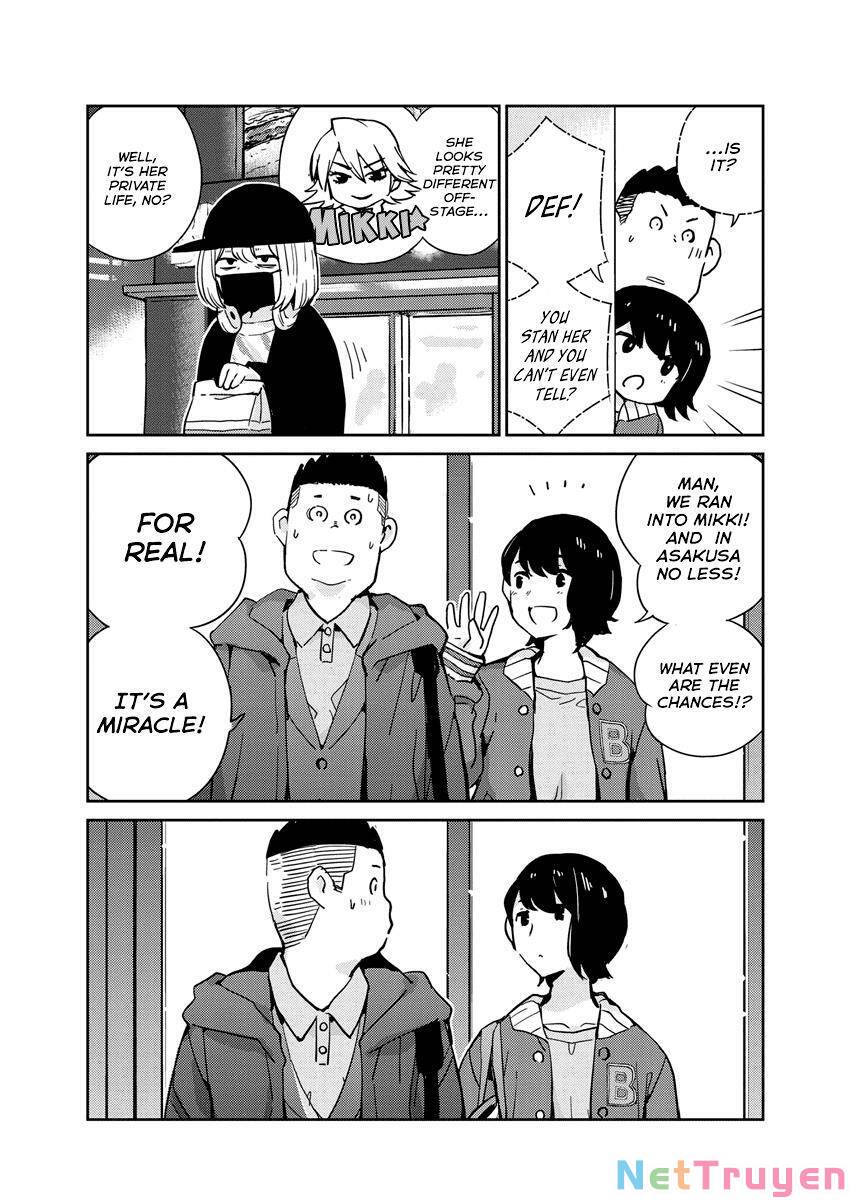 ...IS
IT?
DEF!
YOU
STAN HER
AND YOU
CAN'T EVEN
TELL?
SHE
LOOKS
PRETTY
DIFFERENT
OFF-
STAGE...
MIKKI★
WELL,
IT'S HER
PRIVATE
LIFE, NO?
MAN,
WE RAN
INTO MIKKI!
AND IN
ASAKUSA
NO LESS!
WHAT EVEN
ARE THE
CHANCES!?
B
FOR
REAL!
IT'S A
MIRACLE!
B
NetTruyen